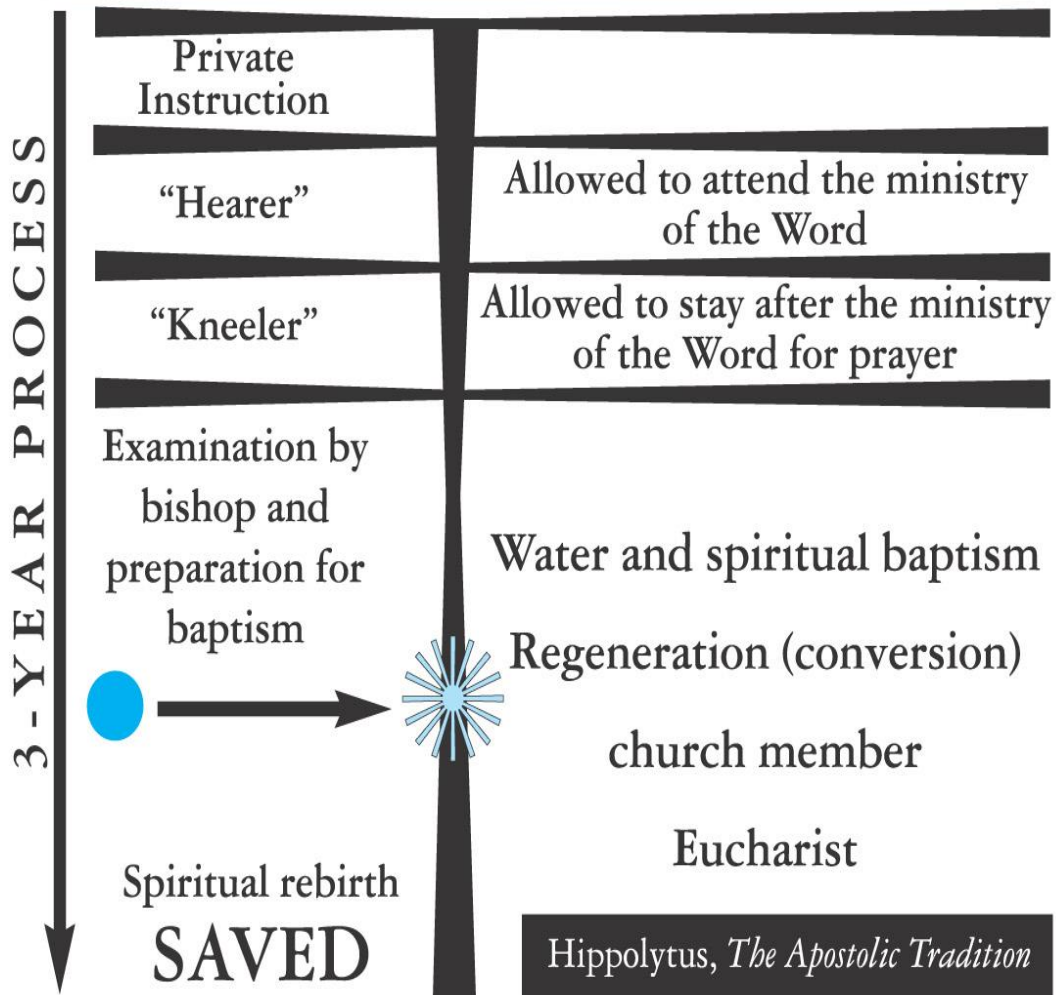 3-YEAR PROCESS
Private
Instruction
“Hearer”
Allowed to attend the ministry
of the Word
“Kneeler”
Allowed to stay after the ministry
of the Word for prayer
Examination by
bishop and
preparation for
baptism
Water and spiritual baptism
Regeneration (conversion)
church member
Eucharist
Spiritual rebirth
SAVED
Hippolytus, The Apostolic Tradition